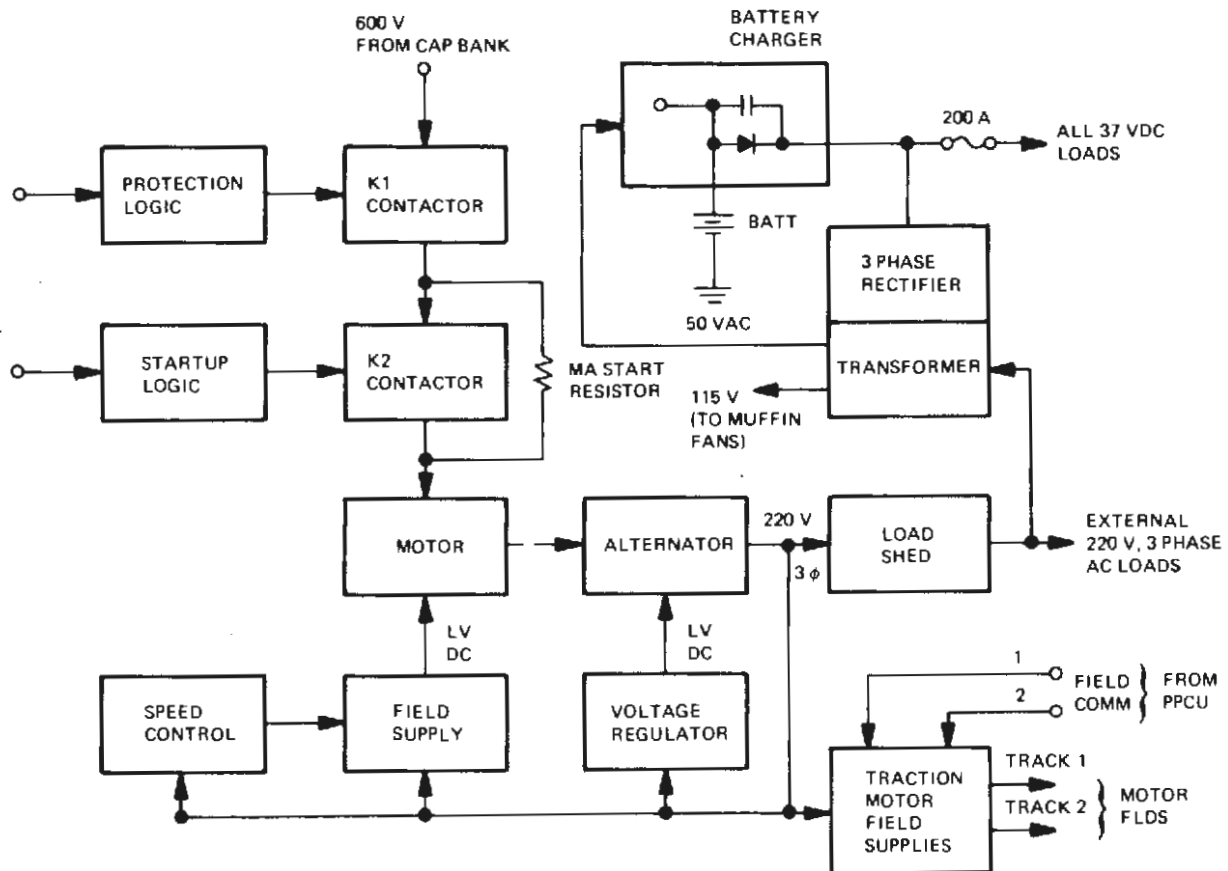 600 V
FROM CAP BANK
BATTERY
CHARGER
200 A
ALL 37 VDC
LOADS
PROTECTION
LOGIC
K1
CONTACTOR
BATT
3 PHASE
RECTIFIER
50 VAC
STARTUP
LOGIC
K2
CONTACTOR
MA START
RESISTOR
TRANSFORMER
115 V
(TO MUFFIN
FANS)
MOTOR
ALTERNATOR
220 V
3 ϕ
LOAD
SHED
EXTERNAL
220 V, 3 PHASE
AC LOADS
LV
DC
LV
DC
SPEED
CONTROL
FIELD
SUPPLY
VOLTAGE
REGULATOR
1
2
FIELD
COMM
FROM
PPCU
TRACTION
MOTOR
FIELD
SUPPLIES
TRACK 1
TRACK 2
MOTOR
FLDS